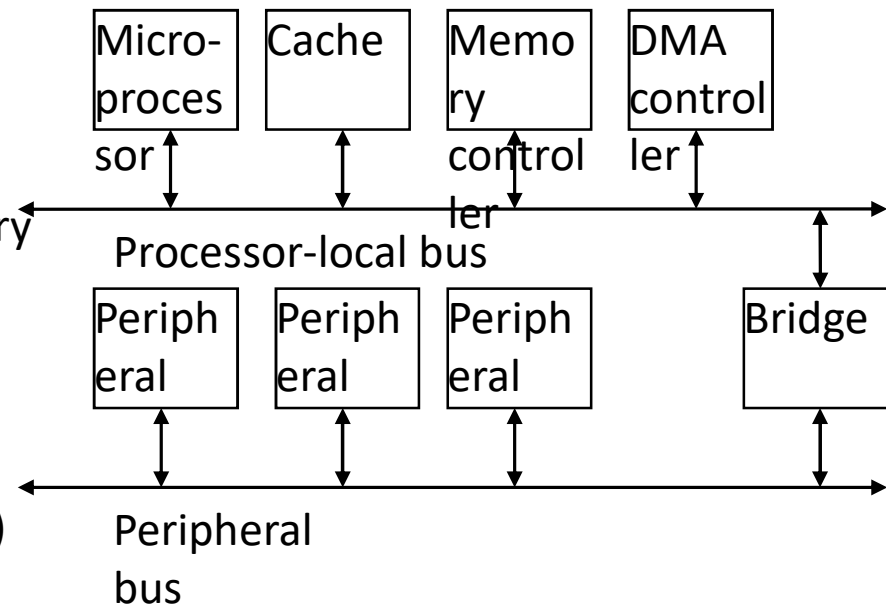 Micro-
proces
sor
Cache
Memo
ry
control
ler
DMA
control
ler
ry
Processor-local bus
Periph
eral
Periph
eral
Periph
eral
Bridge
)
Peripheral
bus